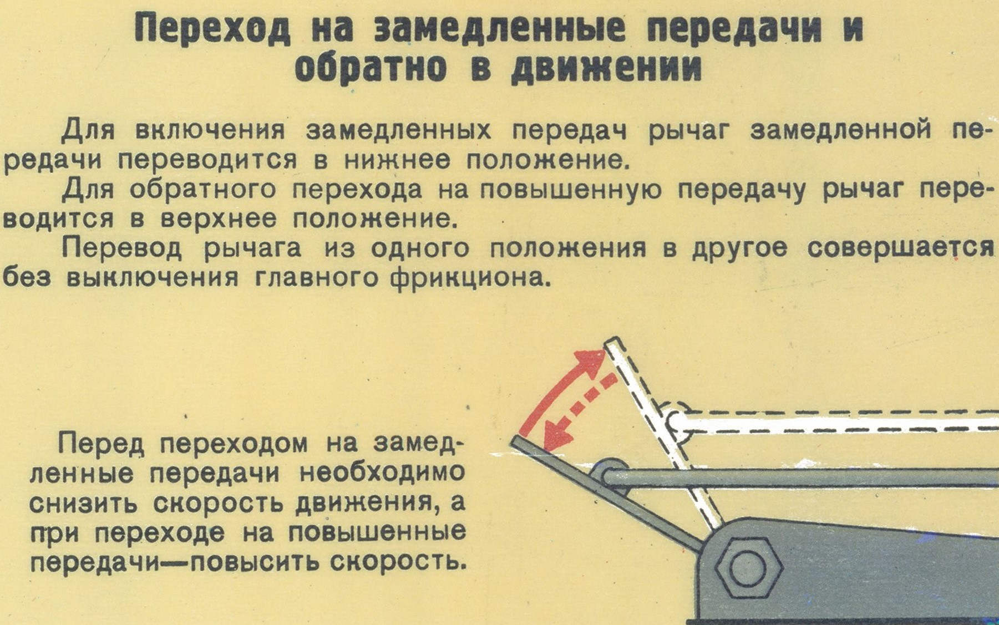 Переход на замедленные передачи и
обратно в движении
Для включения замедленных передач рычаг замедленной пе-
редачи переводится в нижнее положение.
Для обратного перехода на повышенную передачу рычаг пере-
водится в верхнее положение.
Перевод рычага из одного положения в другое совершается
без выключения главного фрикциона.
Перед переходом на замед-
ленные передачи необходимо
снизить скорость движения, а
при переходе на повышенные
передачи—повысить скорость.